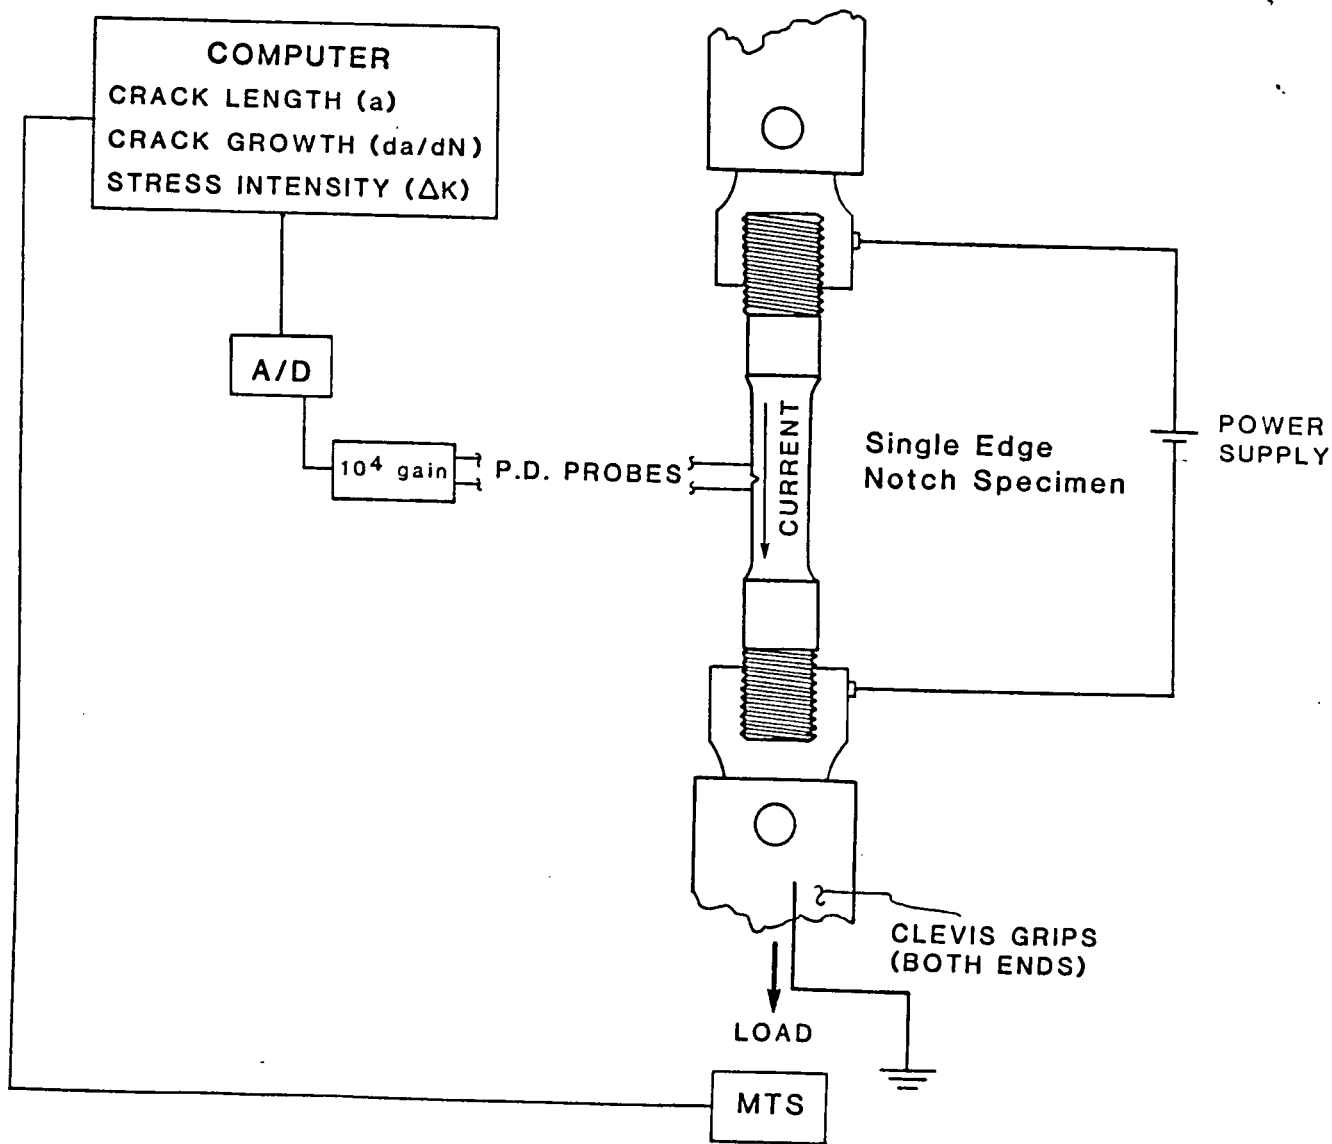 COMPUTER
CRACK LENGTH (a)
CRACK GROWTH (da/dN)
STRESS INTENSITY (ΔK)
A/D
10⁴ gain
P.D. PROBES
CURRENT
Single Edge
Notch Specimen
POWER
SUPPLY
CLEVIS GRIPS
(BOTH ENDS)
LOAD
MTS